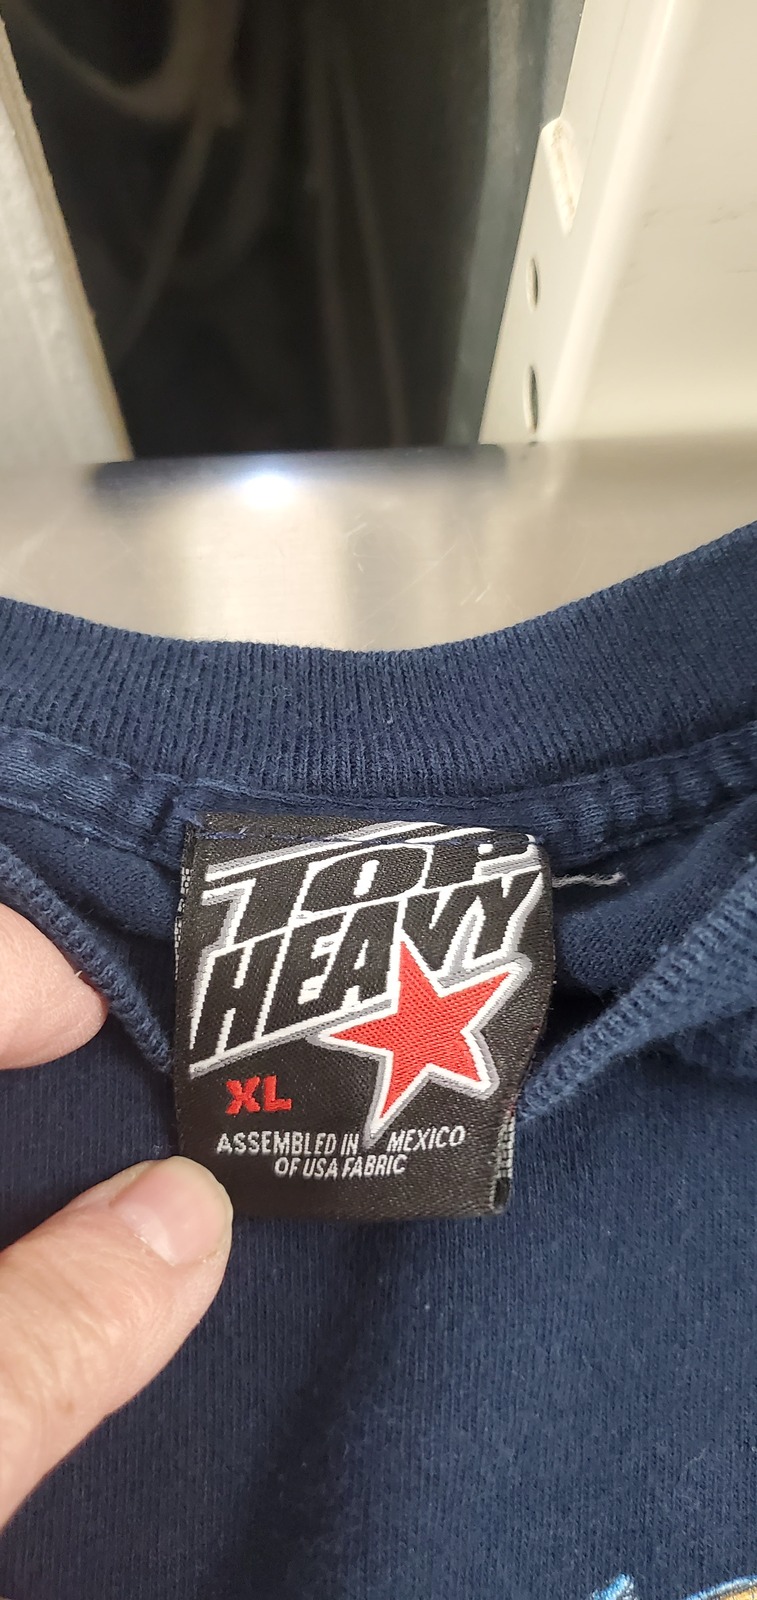 TOP
HEAVY
XL
ASSEMBLED IN MEXICO
OF USA FABRIC